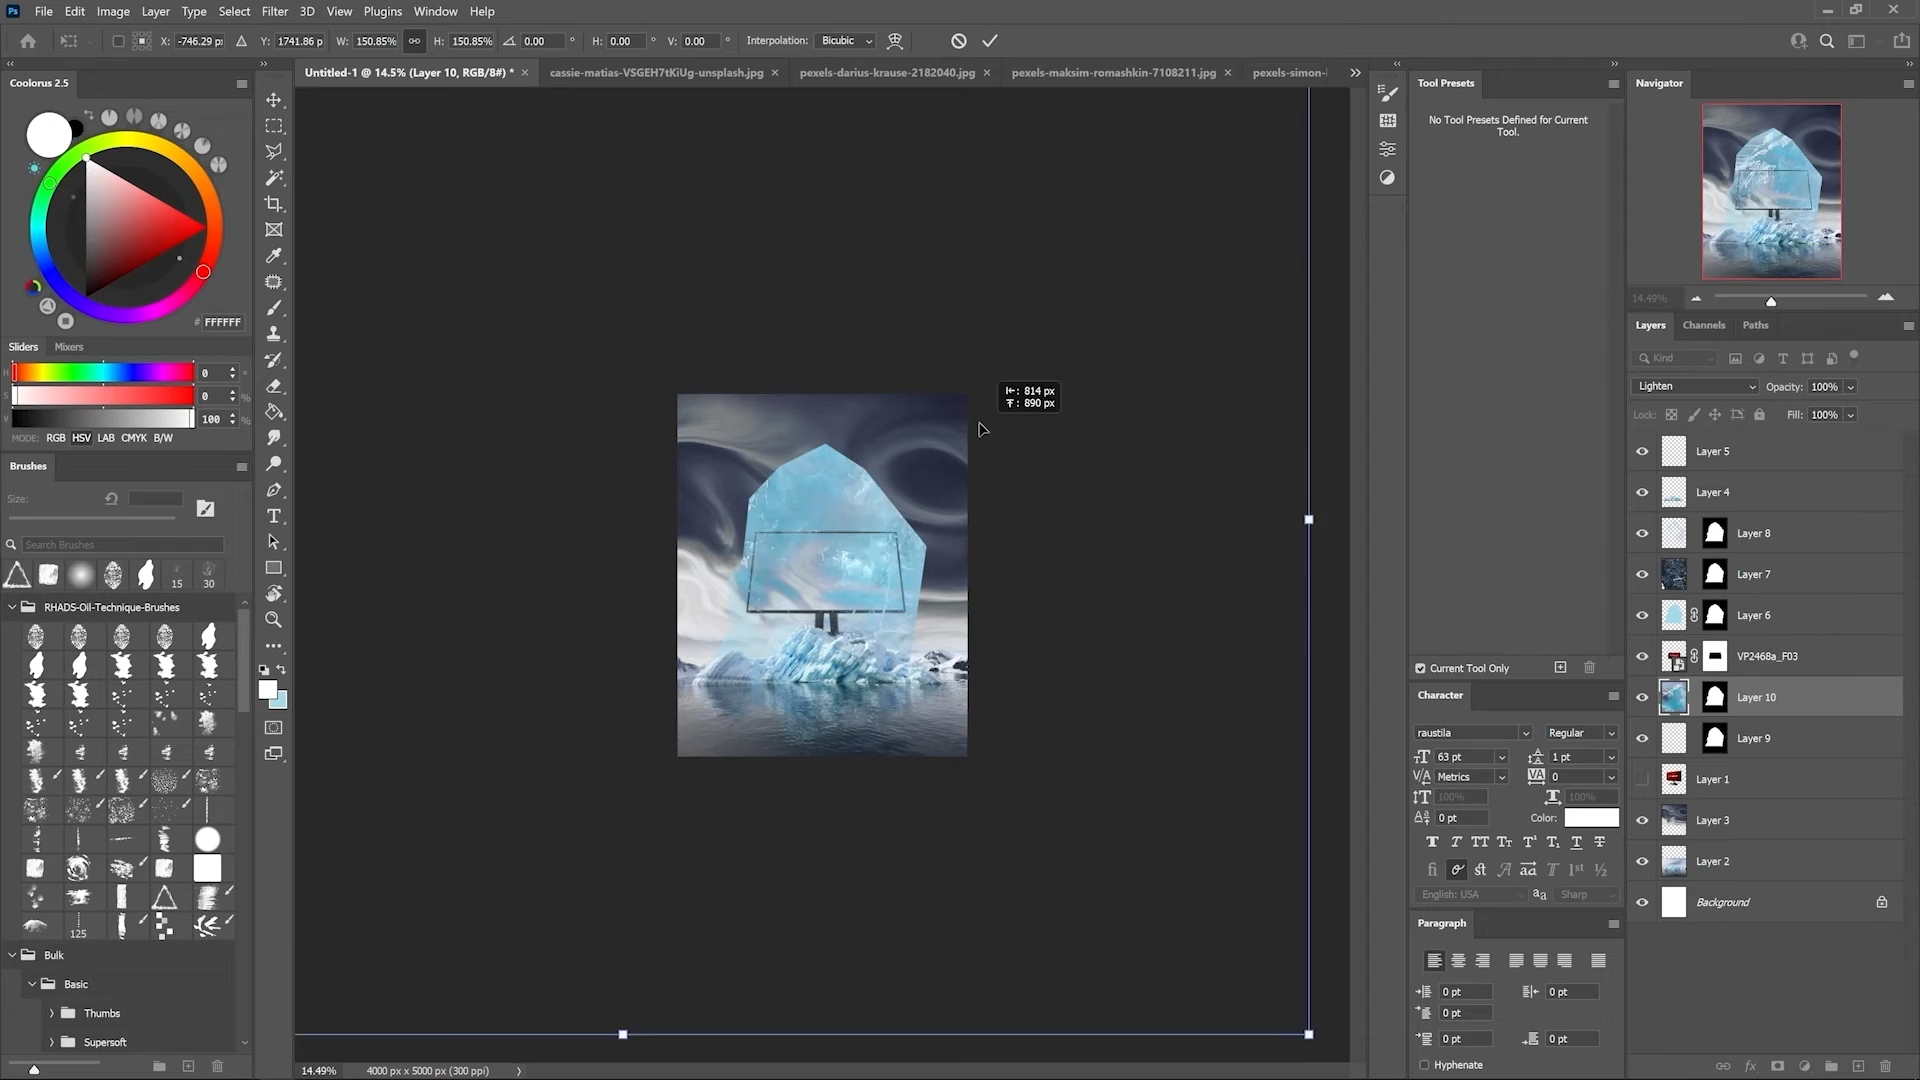 Ps File Edit Image Layer Type Select Filter 3D View Plugins Window Help
X: -746.29 p Y: 1741.86 p W: 150.85% H: 150.85% 0.00 ° H: 0.00 ° V: 0.00 ° Interpolation: Bicubic
Coolorus 2.5
Untitled-1 @ 14.5% (Layer 10, RGB/8#) * × cassie-matias-VSGEH7tKiUg-unsplash.jpg × pexels-darius-krause-2182040.jpg × pexels-maksim-romashkin-7108211.jpg × pexels-simon-
# FFFFFF
Sliders Mixers
H 0 °
S 0 %
V 100 %
MODE: RGB HSV LAB CMYK B/W
Brushes
Size:
Search Brushes
15 30
RHADS-Oil-Technique-Brushes
125
Bulk
Basic
Thumbs
Supersoft
: 814 px
: 890 px
14.49% 4000 px x 5000 px (300 ppi)
Tool Presets
No Tool Presets Defined for Current
Tool.
Current Tool Only
Character
raustila Regular
63 pt 1 pt
Metrics 0
100% 100%
0 pt Color:
English: USA Sharp
Paragraph
0 pt 0 pt
0 pt
0 pt 0 pt
Hyphenate
Navigator
14.49%
Layers Channels Paths
Kind
Lighten Opacity: 100%
Lock: Fill: 100%
Layer 5
Layer 4
Layer 8
Layer 7
Layer 6
VP2468a_F03
Layer 10
Layer 9
Layer 1
Layer 3
Layer 2
Background